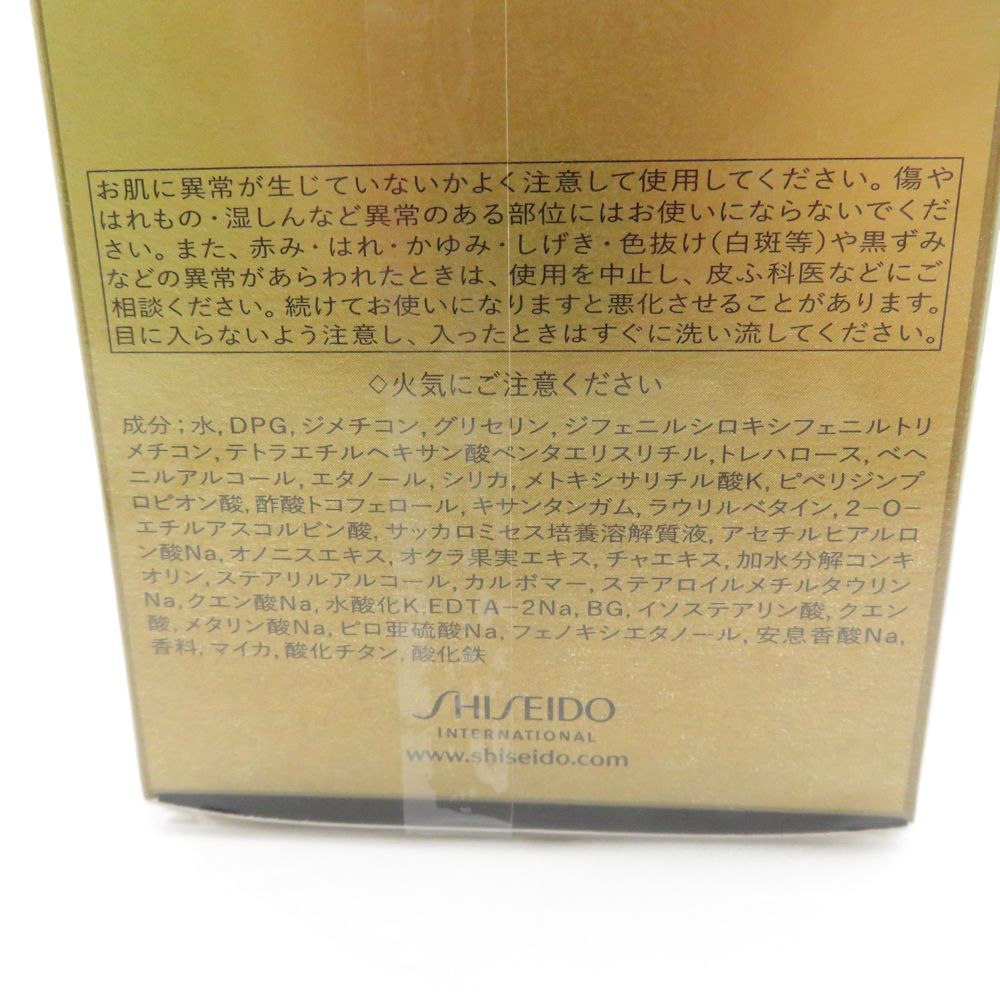 お肌に異常が生じていないかよく注意して使用してください。傷や
はれもの・湿しんなど異常のある部位にはお使いにならないでくだ
さい。また、赤み・はれ・かゆみ・しげき・色抜け(白斑等)や黒ずみ
などの異常があらわれたときは、使用を中止し、皮ふ科医などにご
相談ください。続けてお使いになりますと悪化させることがあります。
目に入らないよう注意し、入ったときはすぐに洗い流してください。
◇火気にご注意ください
成分;水,DPG,ジメチコン,グリセリン,ジフェニルシロキシフェニルトリ
メチコン,テトラエチルヘキサン酸ペンタエリスリチル,トレハロース,ベヘ
ニルアルコール,エタノール,シリカ,メトキシサリチル酸K,ピペリジンプ
ロピオン酸,酢酸トコフェロール,キサンタンガム,ラウリルベタイン,2-O-
エチルアスコルビン酸,サッカロミセス培養溶解質液,アセチルヒアルロ
ン酸Na,オノニスエキス,オクラ果実エキス,チャエキス,加水分解コンキ
オリン,ステアリルアルコール,カルボマー,ステアロイルメチルタウリン
Na,クエン酸Na,水酸化K,EDTA-2Na,BG,イソステアリン酸,クエン
酸,メタリン酸Na,ピロ亜硫酸Na,フェノキシエタノール,安息香酸Na,
香料,マイカ,酸化チタン,酸化鉄
SHISEIDO
INTERNATIONAL
www.shiseido.com